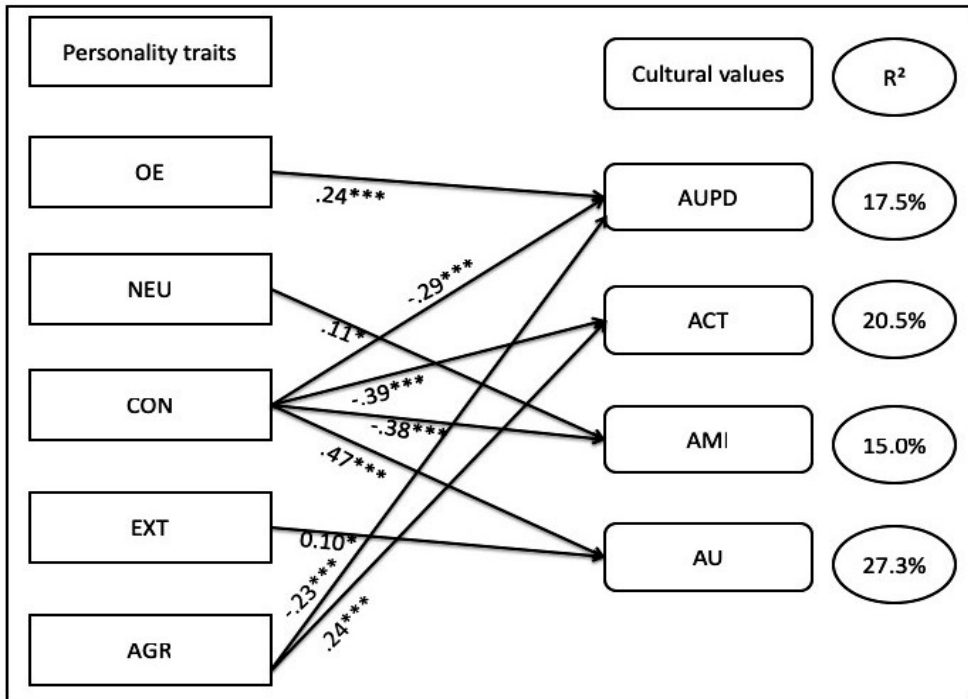 Personality traits
Cultural values
R²
OE
.24***
AUPD
17.5%
NEU
-.29***
.11*
ACT
20.5%
CON
-.39***
-.38***
AMI
15.0%
.47***
EXT
0.10*
AU
27.3%
-.23***
.24***
AGR